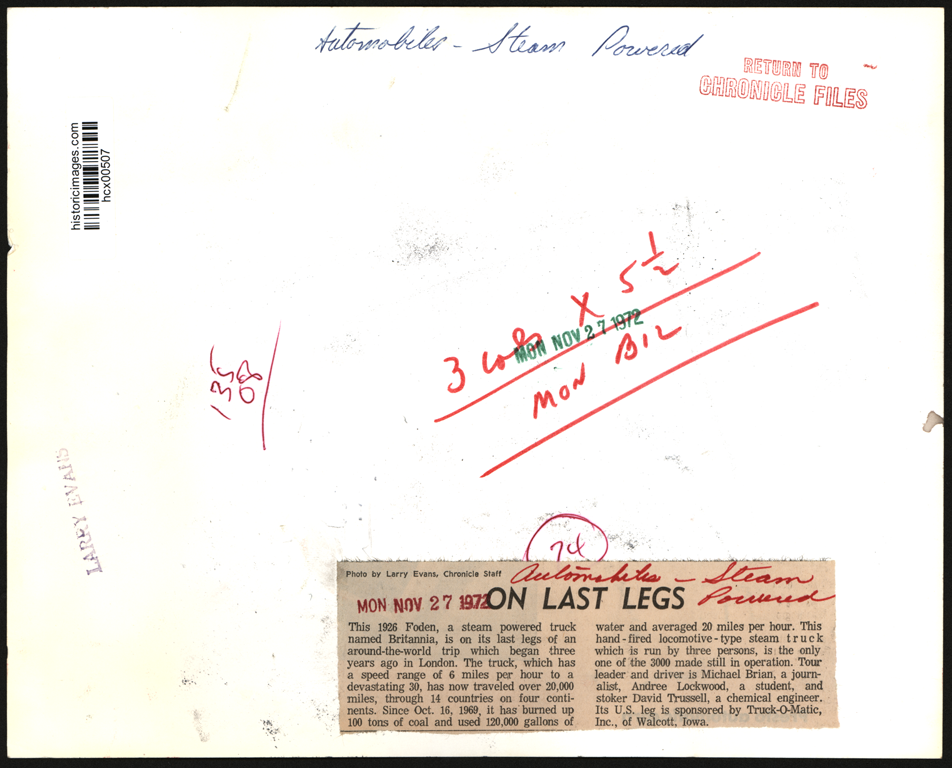 Automobiles - Steam Powered
RETURN TO
CHRONICLE FILES
historicimages.com
hcx00507
3 cols X 5 1/2
MON NOV 27 1972
MON B12
135
08
LARRY EVANS
74
Photo by Larry Evans, Chronicle Staff
Automobiles - Steam
Powered
MON NOV 27 1972
ON LAST LEGS
This 1926 Foden, a steam powered truck
named Britannia, is on its last legs of an
around-the-world trip which began three
years ago in London. The truck, which has
a speed range of 6 miles per hour to a
devastating 30, has now traveled over 20,000
miles, through 14 countries on four conti-
nents. Since Oct. 16, 1969, it has burned up
100 tons of coal and used 120,000 gallons of
water and averaged 20 miles per hour. This
hand-fired locomotive-type steam truck
which is run by three persons, is the only
one of the 3000 made still in operation. Tour
leader and driver is Michael Brian, a journ-
alist, Andree Lockwood, a student, and
stoker David Trussell, a chemical engineer.
Its U.S. leg is sponsored by Truck-O-Matic,
Inc., of Walcott, Iowa.